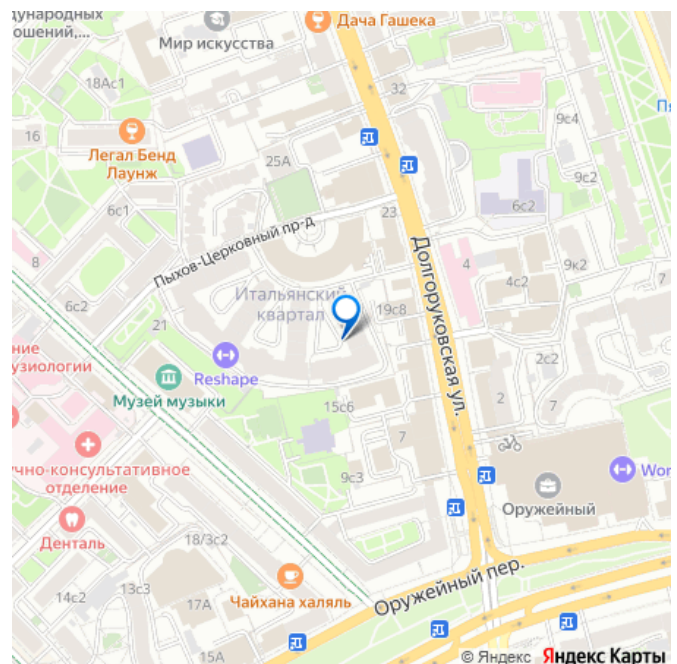 дународных
ошений,...
Мир искусства
Дача Гашека
18Ас1
32
16
Легал Бенд
Лаунж
9с4
25А
6с1
23
6с2
9с2
Пыхов-Церковный пр-д
Долгоруковская ул.
8
4
9к2
4с2
7
Итальянский
квартал
19с8
6с2
21
Reshape
Музей музыки
15с6
2с2
2
7
7
ние
узиологии
чно-консультативное
отделение
9с3
Wor
Оружейный
Денталь
18/3с2
13с3
14с2
17А
Чайхана халяль
Оружейный пер.
15А
© Яндекс Яндекс Карты